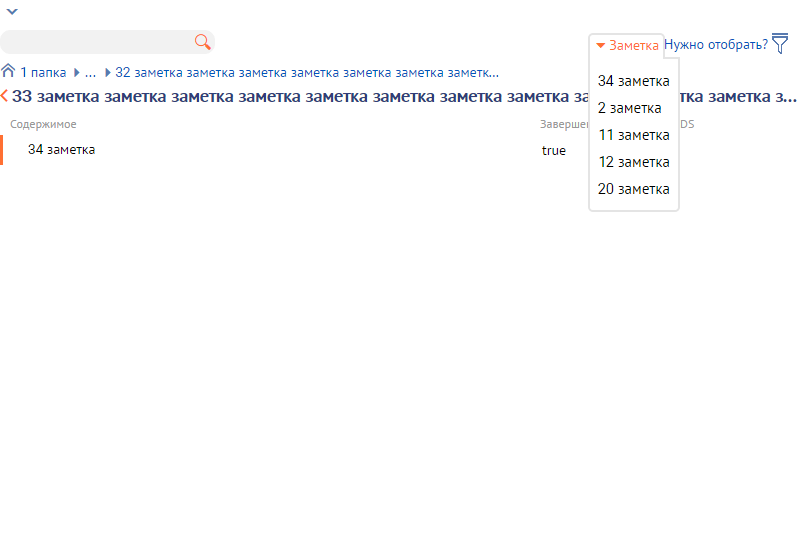 Заметка Нужно отобрать?
1 папка ... 32 заметка заметка заметка заметка заметка заметка заметк...
33 заметка заметка заметка заметка заметка заметка заметка заметка за тка заметка з...
Содержимое Заверше DS
34 заметка true
34 заметка
2 заметка
11 заметка
12 заметка
20 заметка